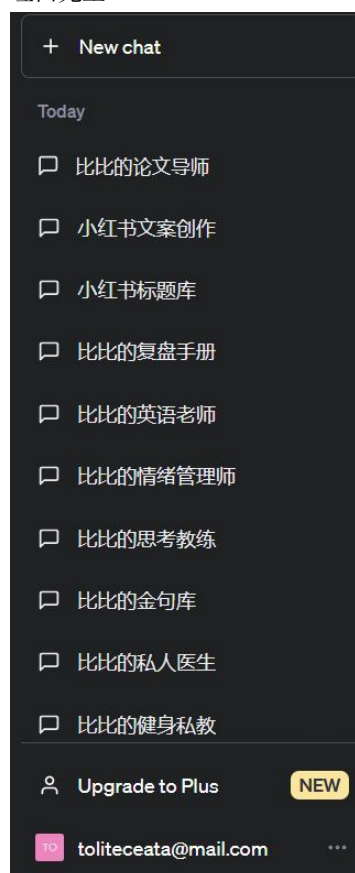 + New chat
Today
比比的论文导师
小红书文案创作
小红书标题库
比比的复盘手册
比比的英语老师
比比的情绪管理师
比比的思考教练
比比的金句库
比比的私人医生
比比的健身私教
Upgrade to Plus NEW
TO toliteceata@mail.com ...